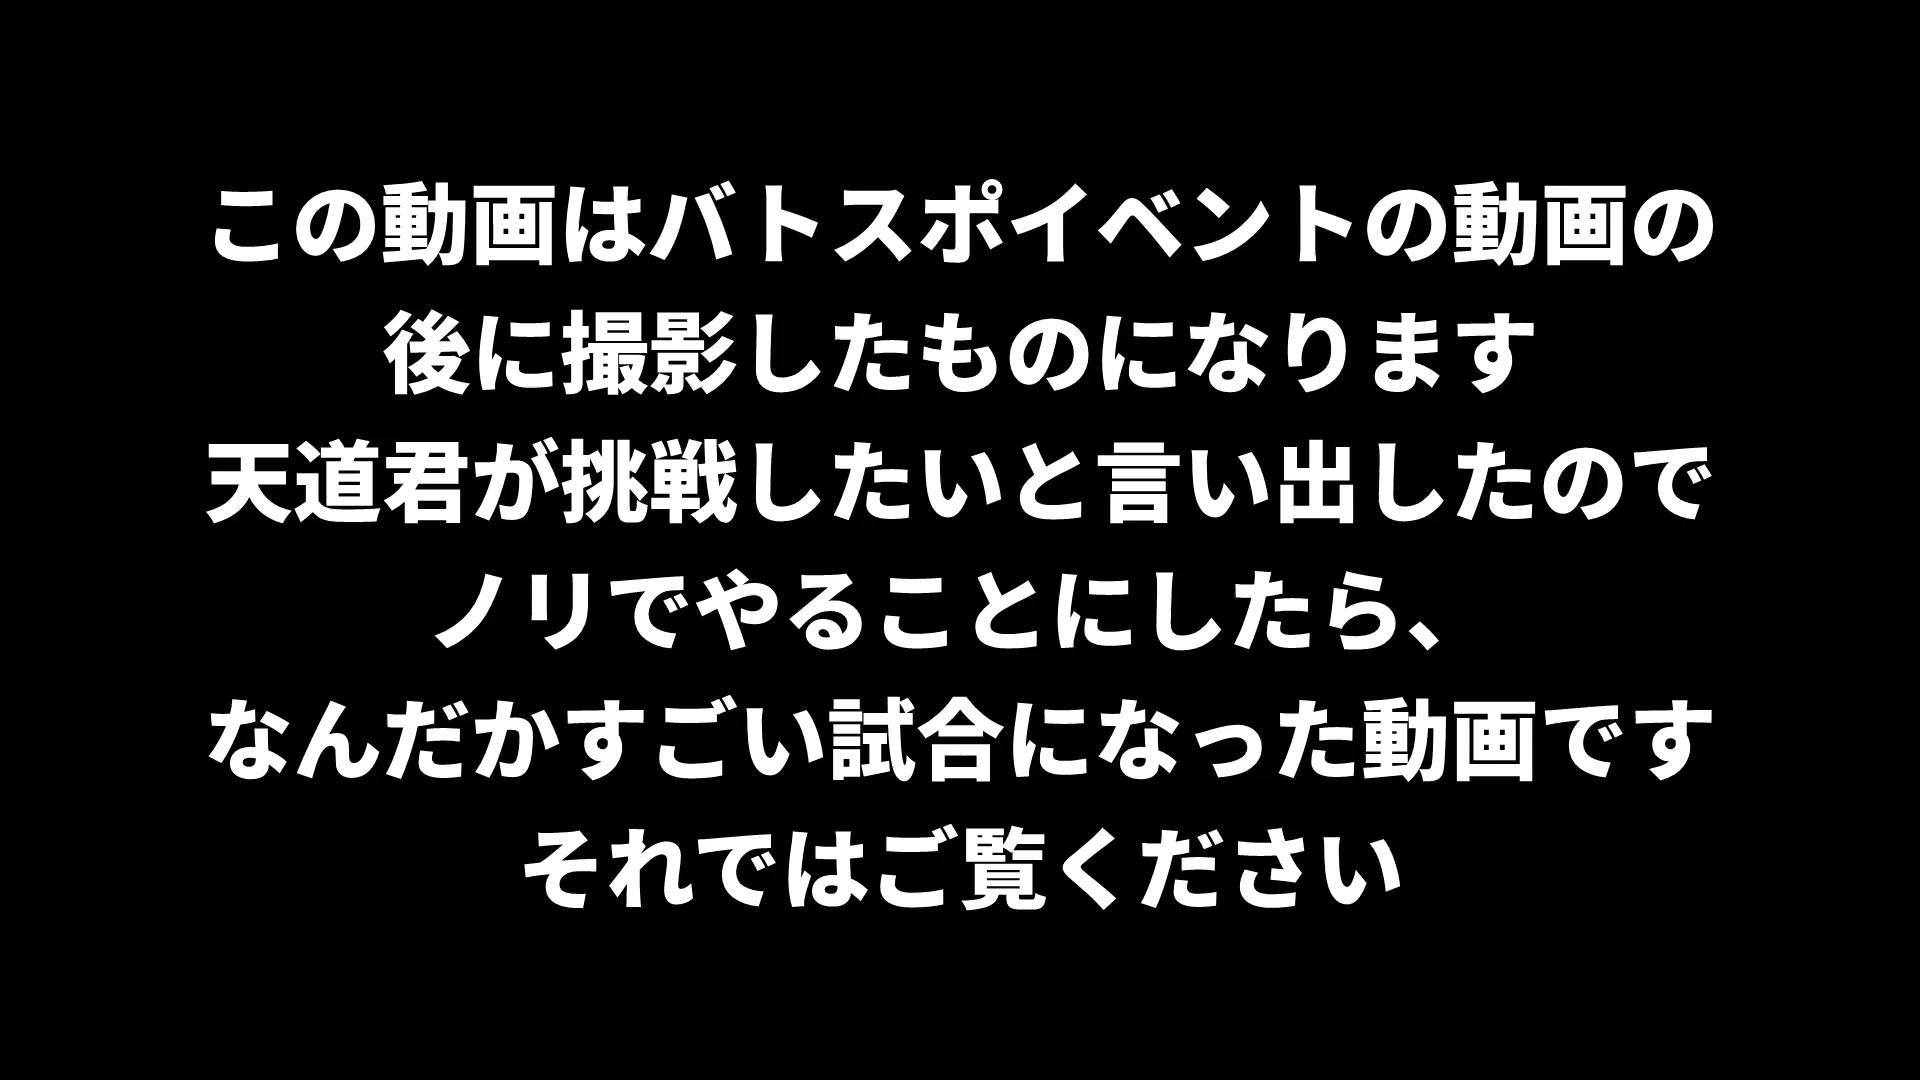 この動画はバトスポイベントの動画の
後に撮影したものになります
天道君が挑戦したいと言い出したので
ノリでやることにしたら、
なんだかすごい試合になった動画です
それではご覧ください